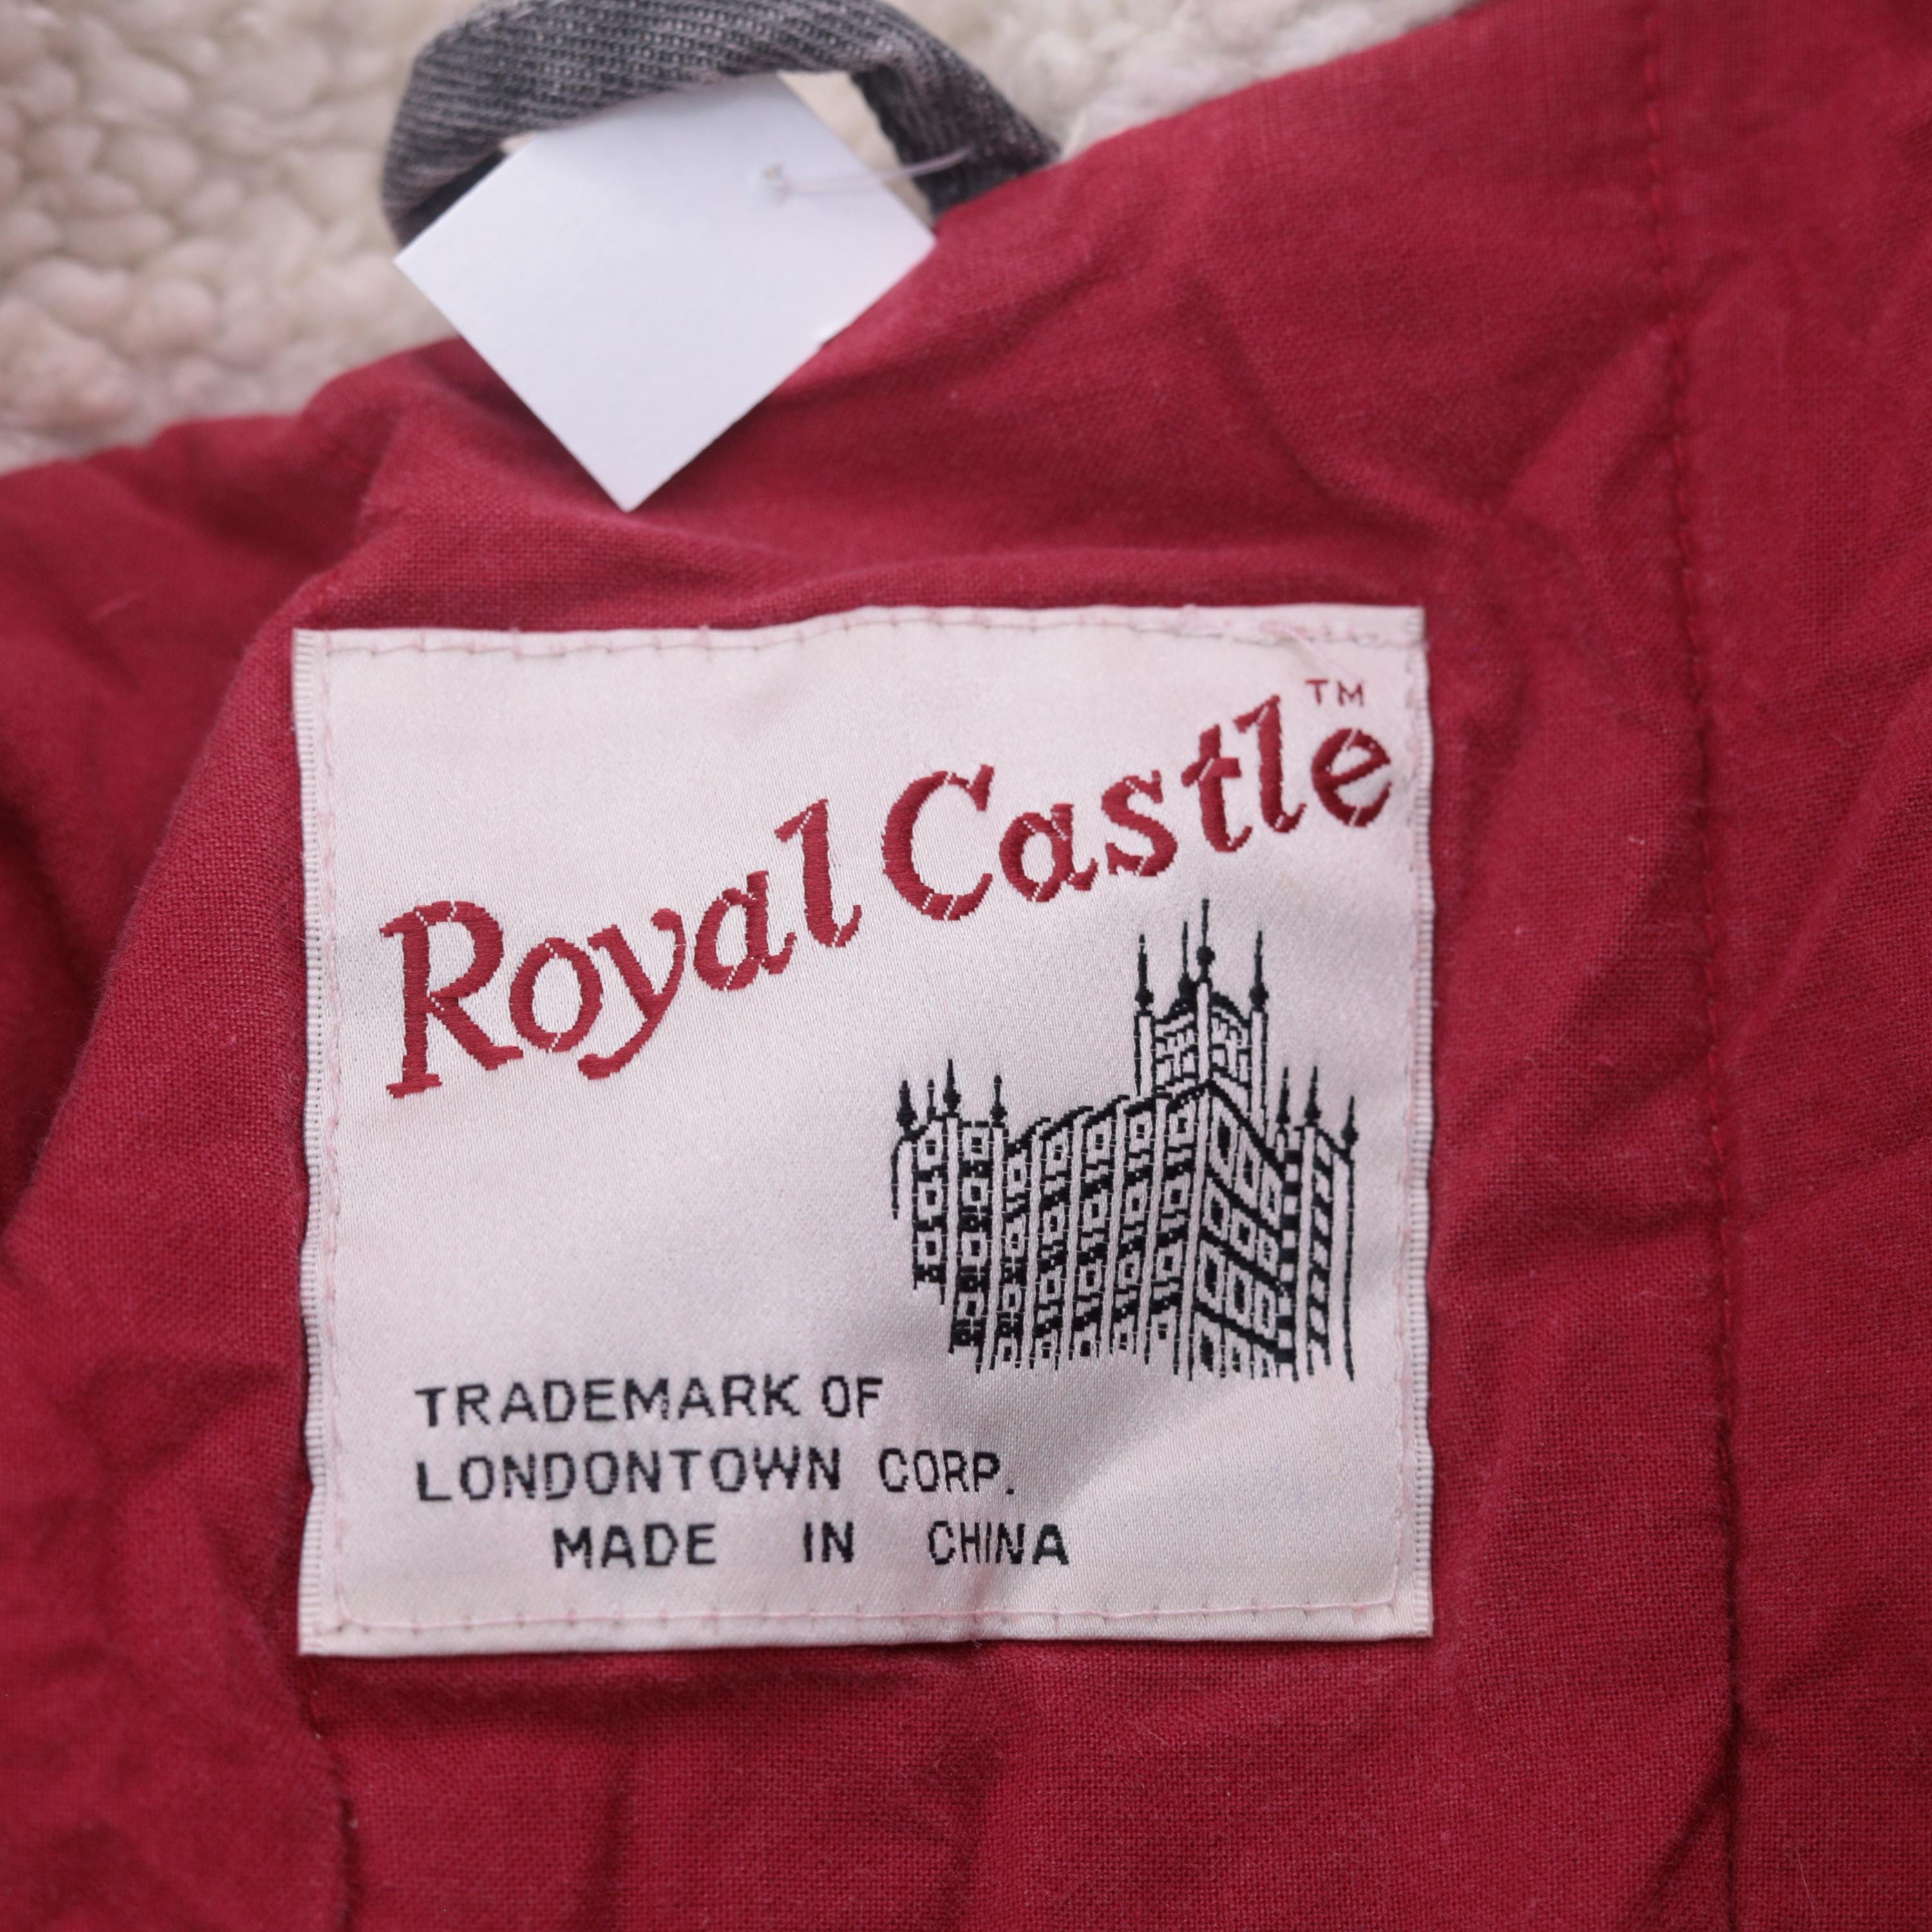 Royal Castle™
TRADEMARK OF
LONDONTOWN CORP.
MADE IN CHINA